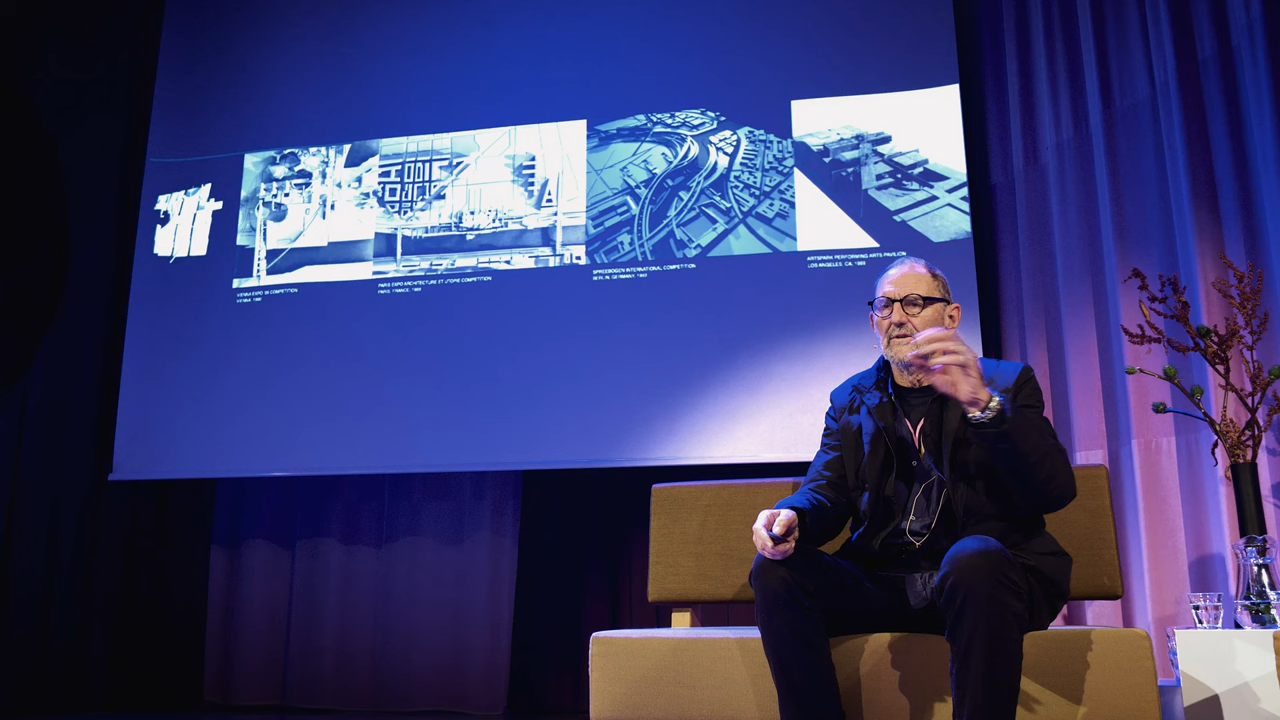 VIENNA EXPO '95 COMPETITION
VIENNA, 1990
PARIS EXPO ARCHITECTURE ET UTOPIE COMPETITION
PARIS, FRANCE, 1989
SPREEBOGEN INTERNATIONAL COMPETITION
BERLIN, GERMANY, 1993
ARTSPARK PERFORMING ARTS PAVILION
LOS ANGELES, CA, 1989